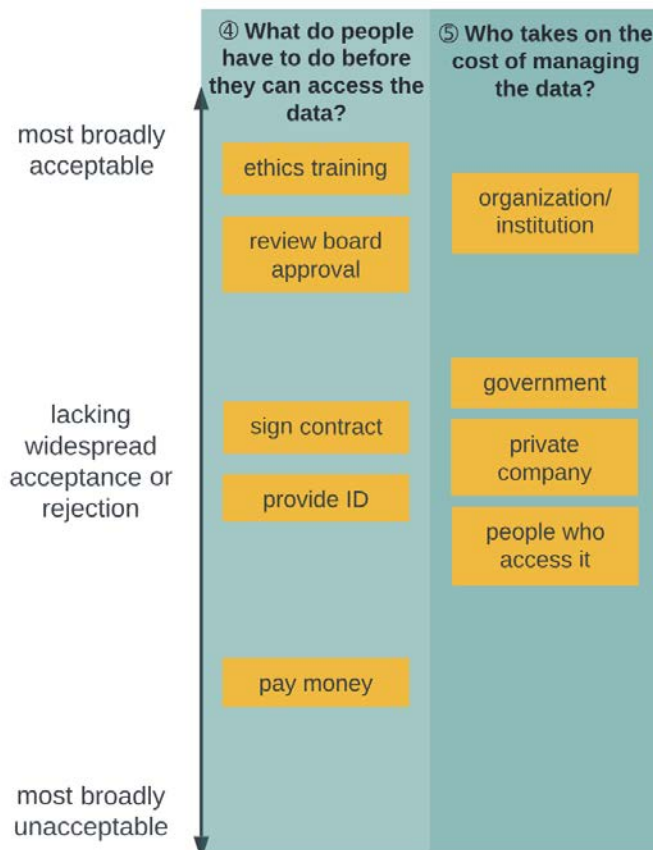 ④ What do people
have to do before
they can access the
data?
⑤ Who takes on the
cost of managing
the data?
most broadly
acceptable
lacking
widespread
acceptance or
rejection
most broadly
unacceptable
ethics training
review board
approval
sign contract
provide ID
pay money
organization/
institution
government
private
company
people who
access it